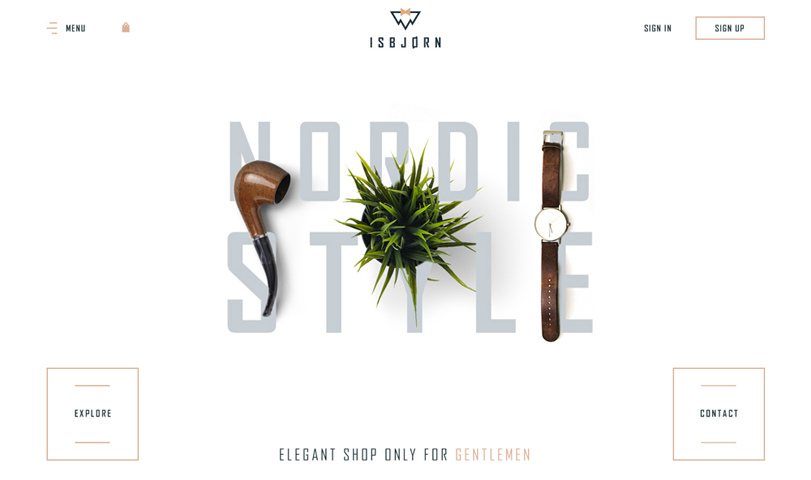 MENU
ISBJØRN
SIGN IN
SIGN UP
NORDIC
STYLE
EXPLORE
CONTACT
ELEGANT SHOP ONLY FOR GENTLEMEN